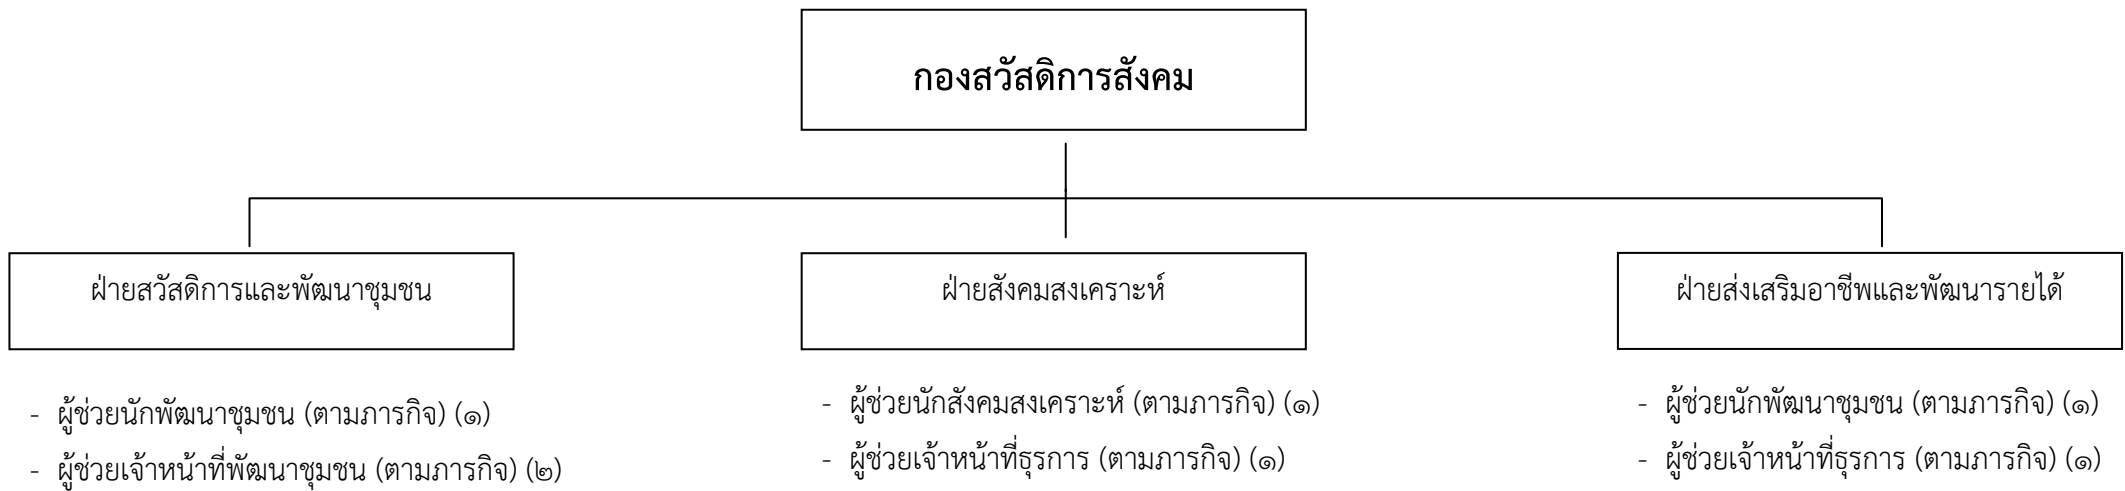 กองสวัสดิการสังคม
ฝ่ายสวัสดิการและพัฒนาชุมชน
- ผู้ช่วยนักพัฒนาชุมชน (ตามภารกิจ) (๑)
- ผู้ช่วยเจ้าหน้าที่พัฒนาชุมชน (ตามภารกิจ) (๒)
ฝ่ายสังคมสงเคราะห์
- ผู้ช่วยนักสังคมสงเคราะห์ (ตามภารกิจ) (๑)
- ผู้ช่วยเจ้าหน้าที่ธุรการ (ตามภารกิจ) (๑)
ฝ่ายส่งเสริมอาชีพและพัฒนารายได้
- ผู้ช่วยนักพัฒนาชุมชน (ตามภารกิจ) (๑)
- ผู้ช่วยเจ้าหน้าที่ธุรการ (ตามภารกิจ) (๑)